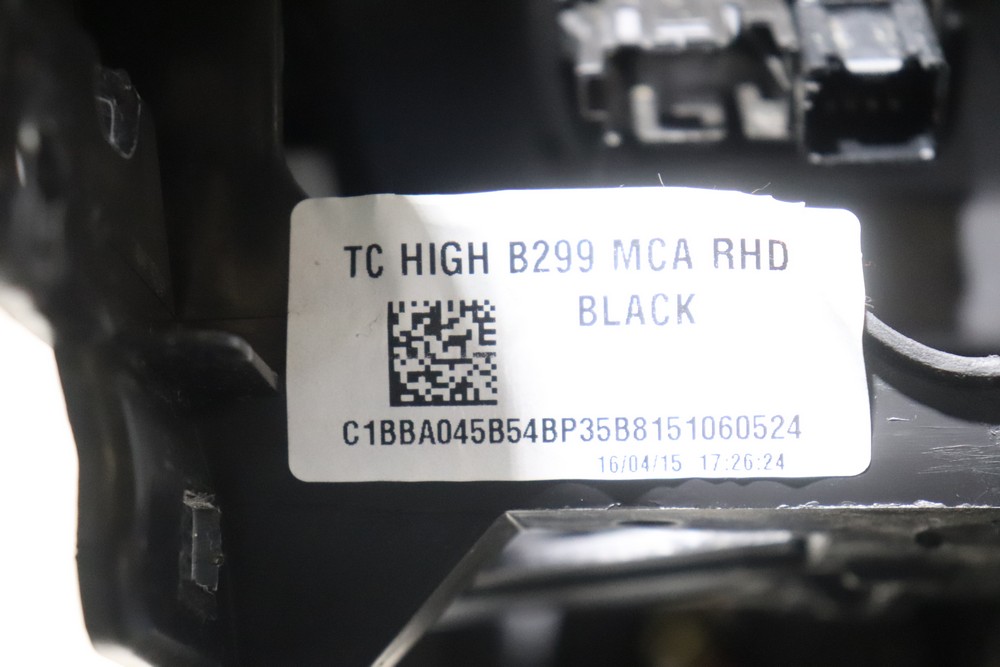 TC HIGH B299 MCA RHD
BLACK
C1BBA045B54BP35B8151060524
16/04/15 17:26:24